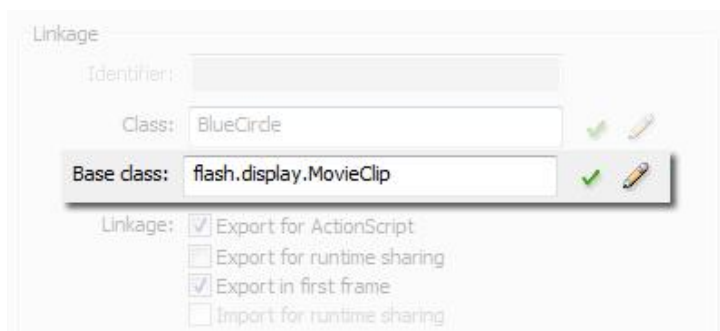 Linkage
Identifier:
Class: BlueCircle
Base class: flash.display.MovieClip
Linkage: Export for ActionScript
Export for runtime sharing
Export in first frame
Import for runtime sharing